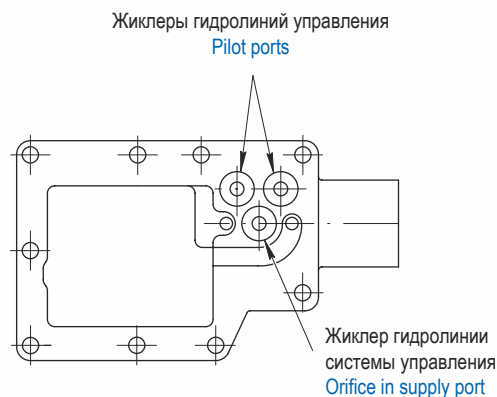 Жиклеры гидролиний управления
Pilot ports
Жиклер гидролинии
системы управления
Orifice in supply port